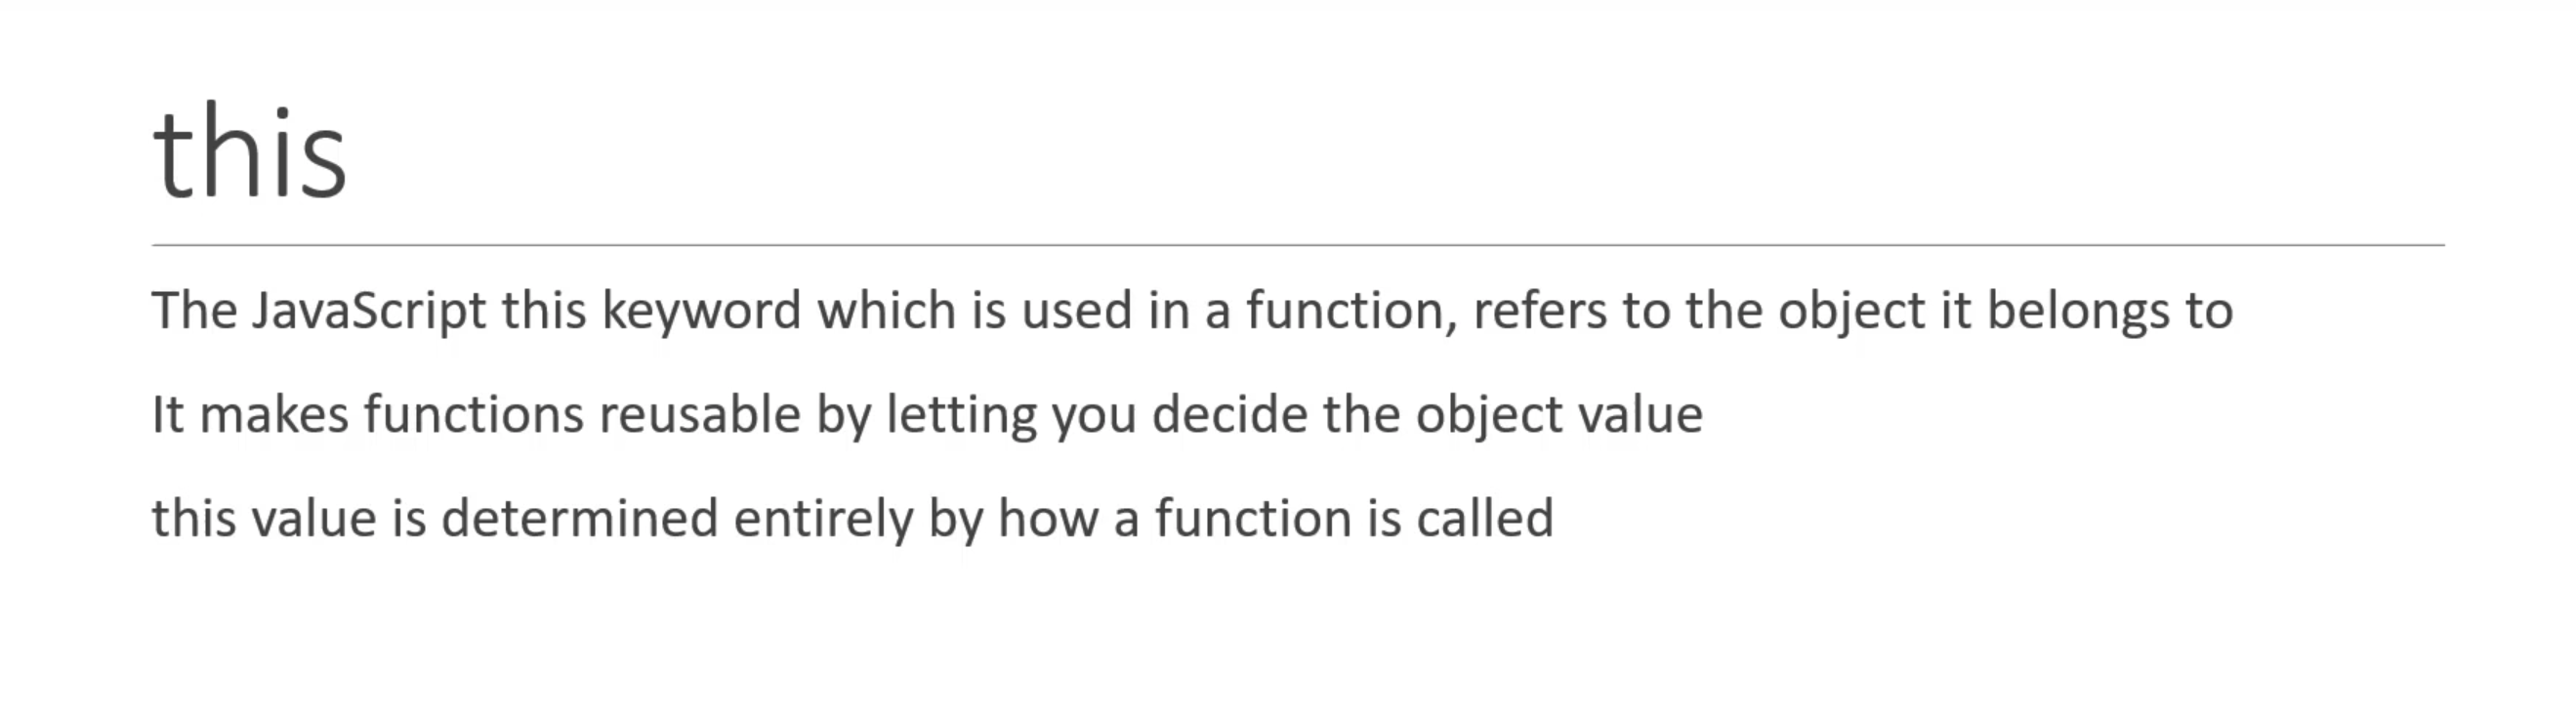 this
The JavaScript this keyword which is used in a function, refers to the object it belongs to
It makes functions reusable by letting you decide the object value
this value is determined entirely by how a function is called